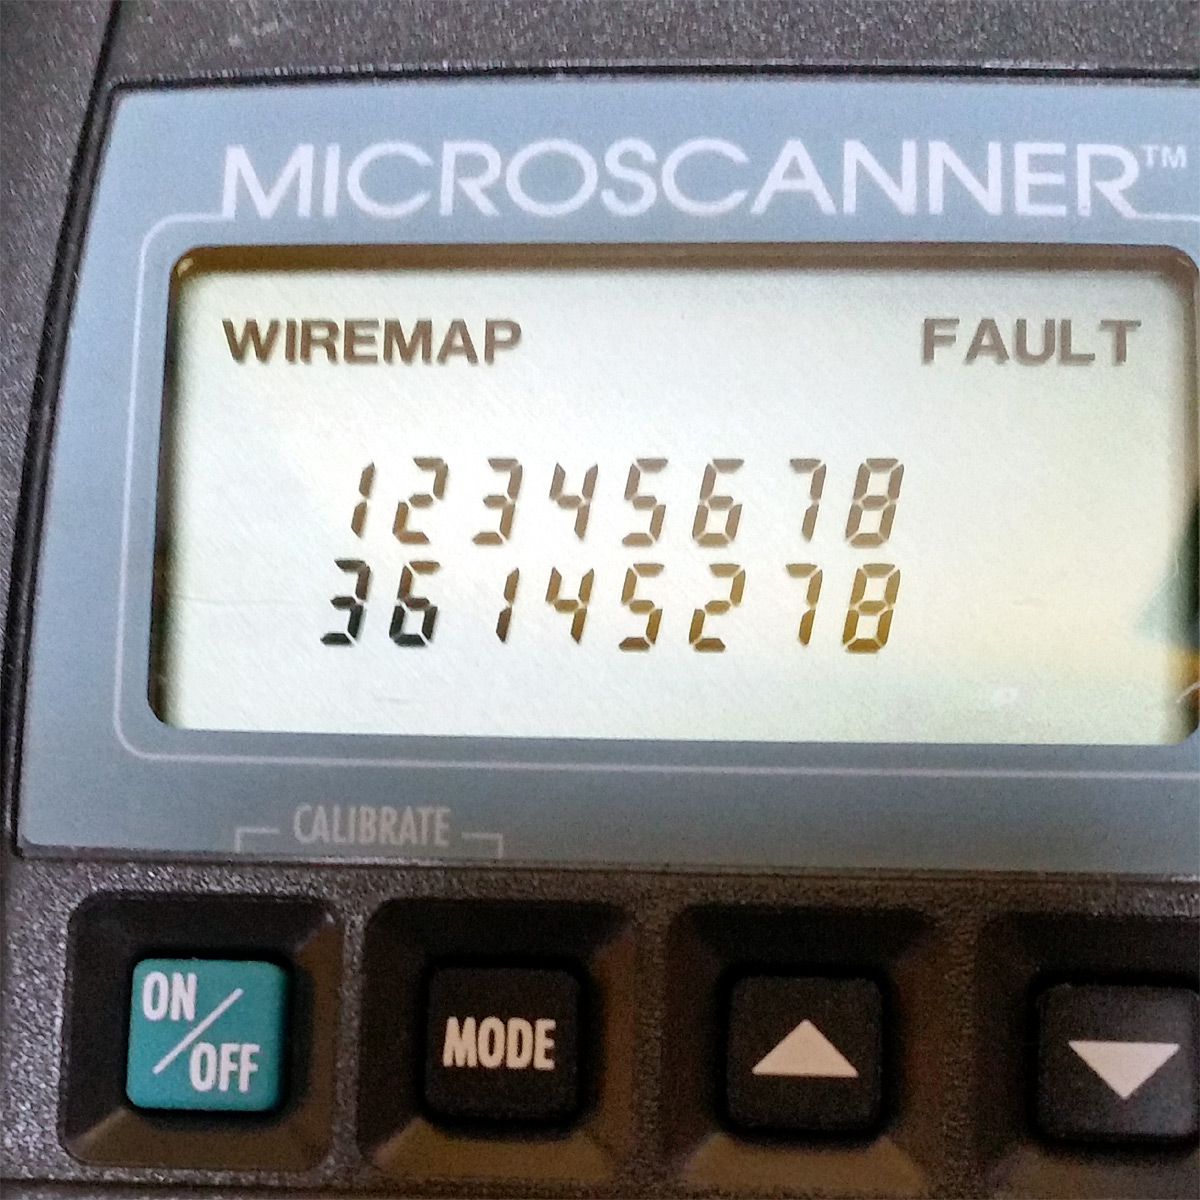 MICROSCANNER™
WIREMAP FAULT
12345678
36145278
CALIBRATE
ON/OFF
MODE